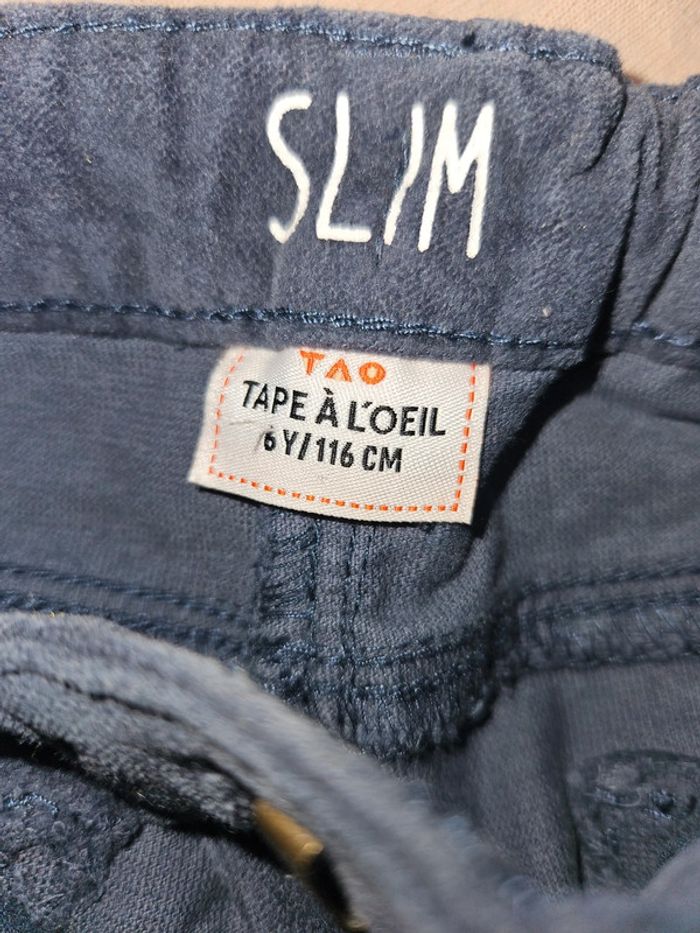 SLIM
TAO
TAPE À L'OEIL
6 Y/116 CM